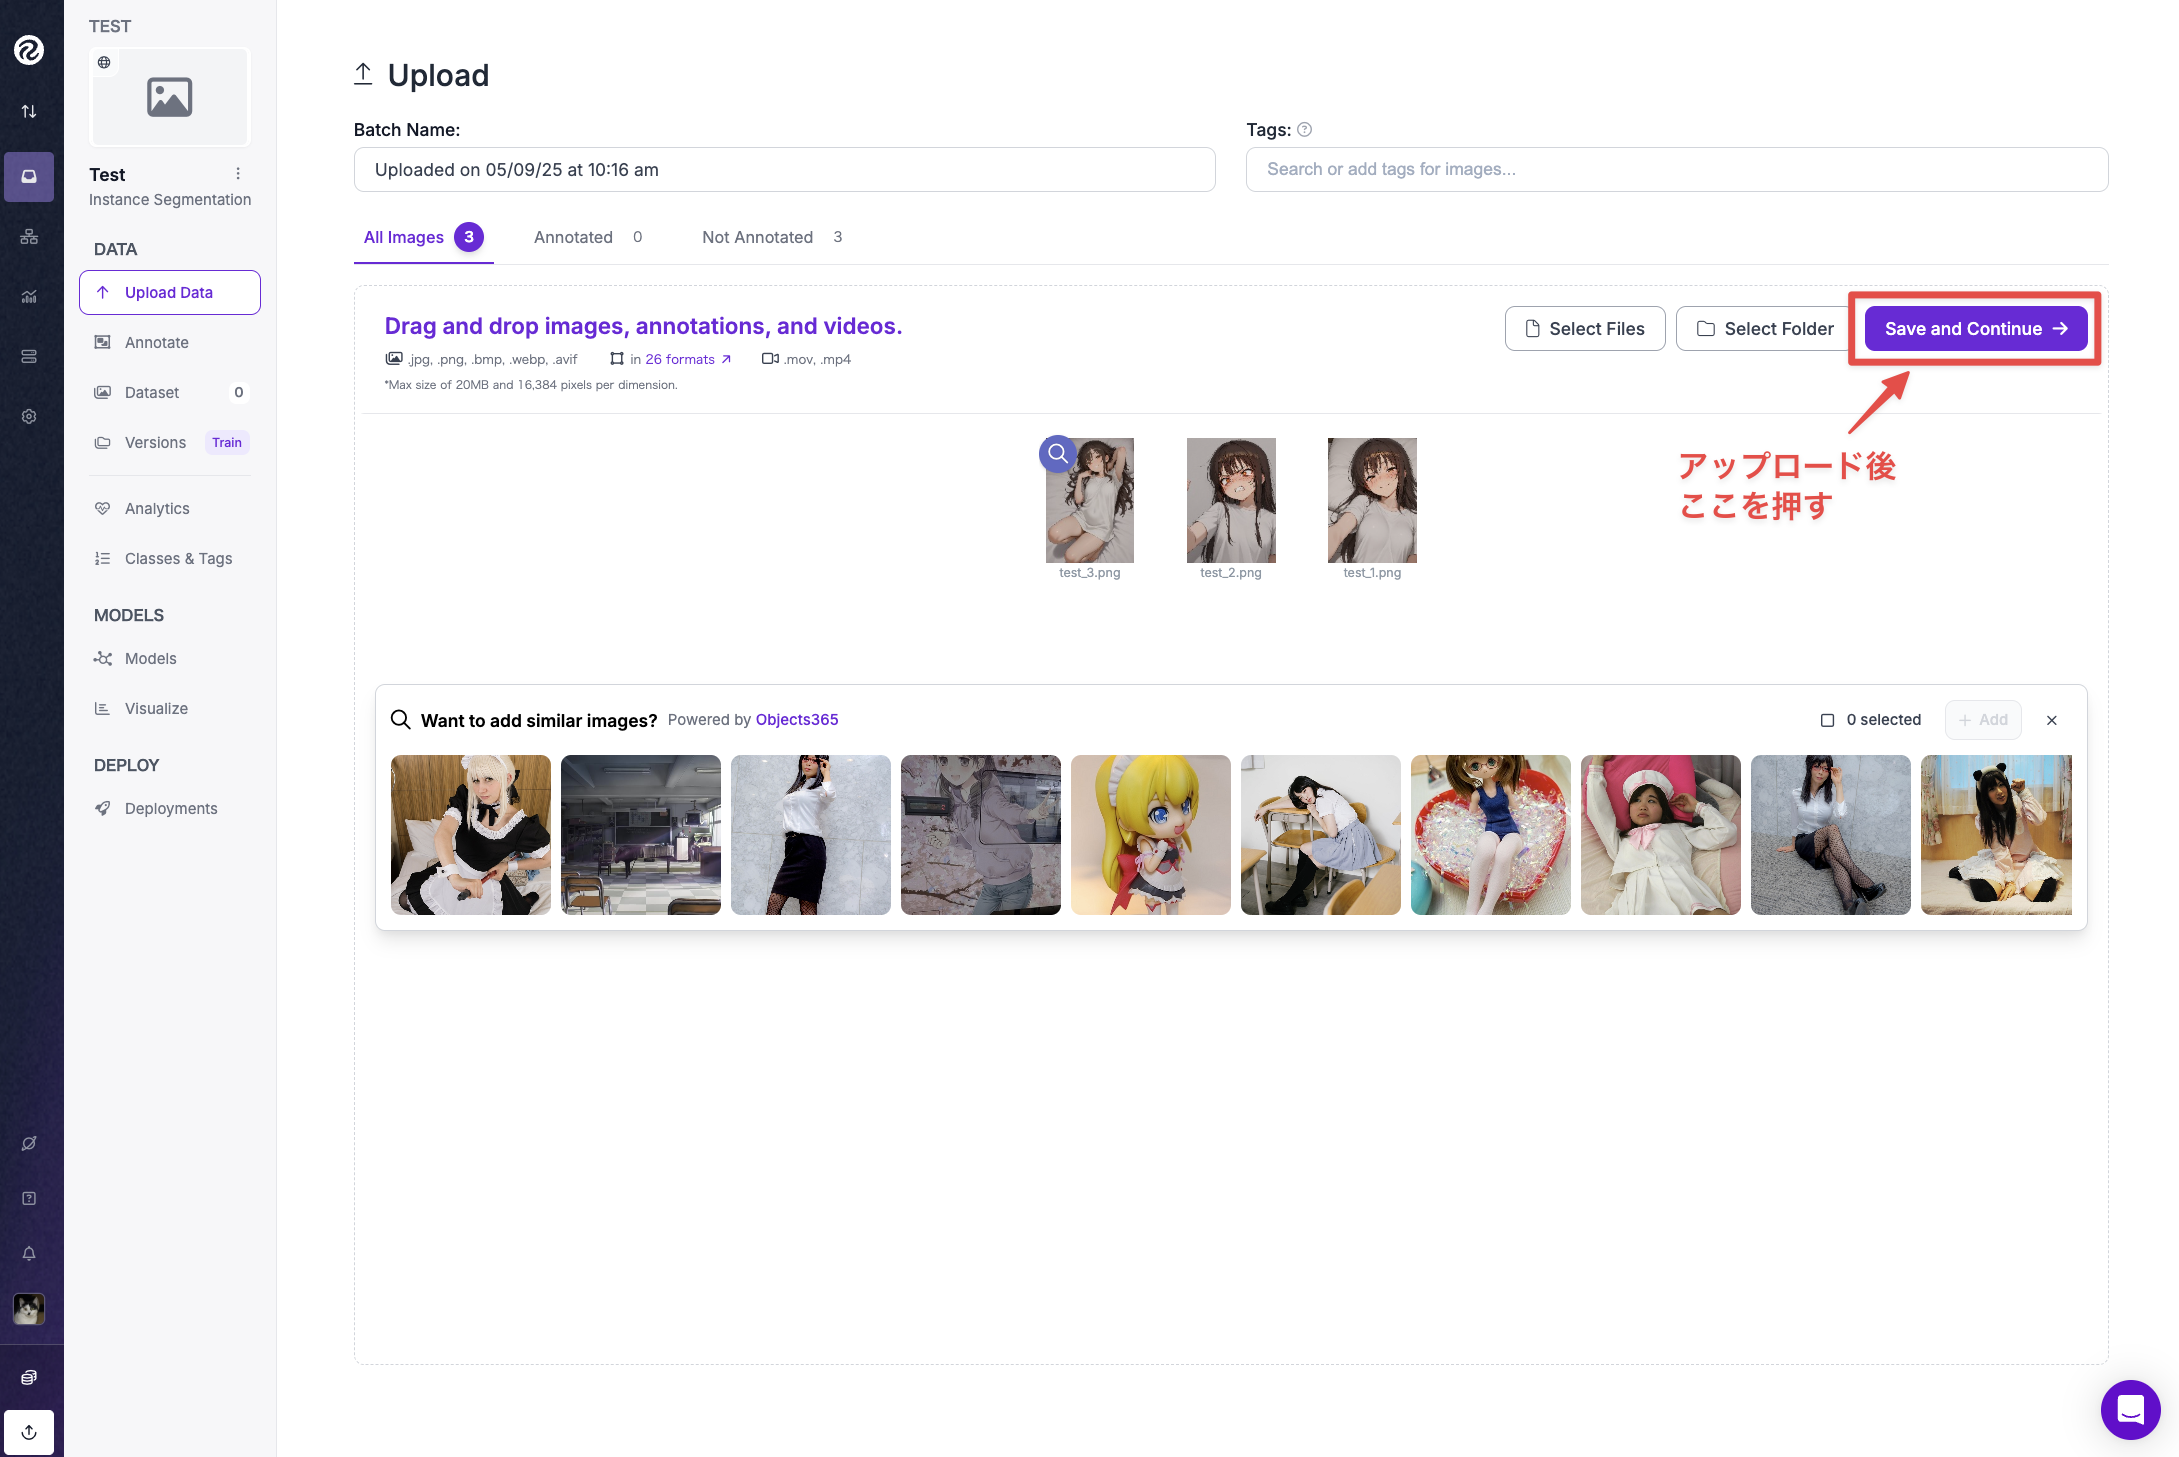 TEST
Test
Instance Segmentation
DATA
Upload Data
Annotate
Dataset 0
Versions Train
Analytics
Classes & Tags
MODELS
Models
Visualize
DEPLOY
Deployments
Upload
Batch Name:
Uploaded on 05/09/25 at 10:16 am
Tags:
Search or add tags for images...
All Images 3 Annotated 0 Not Annotated 3
Drag and drop images, annotations, and videos.
.jpg, .png, .bmp, .webp, .avif in 26 formats .mov, .mp4
*Max size of 20MB and 16,384 pixels per dimension.
Select Files Select Folder Save and Continue
アップロード後
ここを押す
test_3.png test_2.png test_1.png
Want to add similar images? Powered by Objects365 0 selected Add